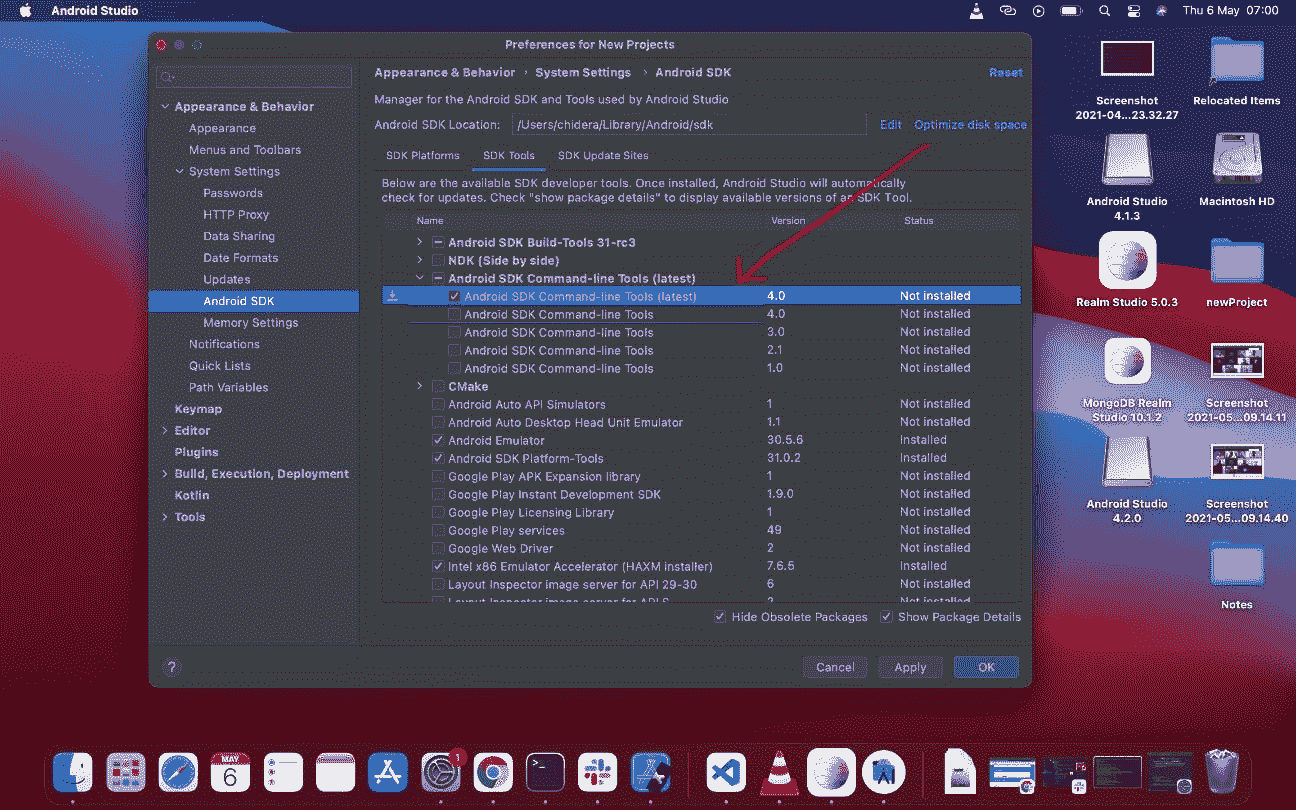 Android Studio
Thu 6 May 07:00
Preferences for New Projects
Appearance & Behavior
Appearance
Menus and Toolbars
System Settings
Passwords
HTTP Proxy
Data Sharing
Date Formats
Updates
Android SDK
Memory Settings
Notifications
Quick Lists
Path Variables
Keymap
Editor
Plugins
Build, Execution, Deployment
Kotlin
Tools
Appearance & Behavior › System Settings › Android SDK
Reset
Manager for the Android SDK and Tools used by Android Studio
Android SDK Location: /Users/chidera/Library/Android/sdk Edit Optimize disk space
SDK Platforms SDK Tools SDK Update Sites
Below are the available SDK developer tools. Once installed, Android Studio will automatically
check for updates. Check "show package details" to display available versions of an SDK Tool.
Name Version Status
Android SDK Build-Tools 31-rc3
NDK (Side by side)
Android SDK Command-line Tools (latest)
Android SDK Command-line Tools (latest) 4.0 Not installed
Android SDK Command-line Tools 4.0 Not installed
Android SDK Command-line Tools 3.0 Not installed
Android SDK Command-line Tools 2.1 Not installed
Android SDK Command-line Tools 1.0 Not installed
CMake
Android Auto API Simulators 1 Not installed
Android Auto Desktop Head Unit Emulator 1.1 Not installed
Android Emulator 30.5.6 Installed
Android SDK Platform-Tools 31.0.2 Installed
Google Play APK Expansion library 1 Not installed
Google Play Instant Development SDK 1.9.0 Not installed
Google Play Licensing Library 1 Not installed
Google Play services 49 Not installed
Google Web Driver 2 Not installed
Intel x86 Emulator Accelerator (HAXM installer) 7.6.5 Installed
Layout Inspector image server for API 29-30 6 Not installed
Hide Obsolete Packages Show Package Details
?
Cancel Apply OK
Screenshot
2021-04...23.32.27
Relocated Items
Android Studio
4.1.3
Macintosh HD
Realm Studio 5.0.3
newProject
MongoDB Realm
Studio 10.1.2
Screenshot
2021-05...09.14.11
Android Studio
4.2.0
Screenshot
2021-05...09.14.40
Notes
MAY
6
1